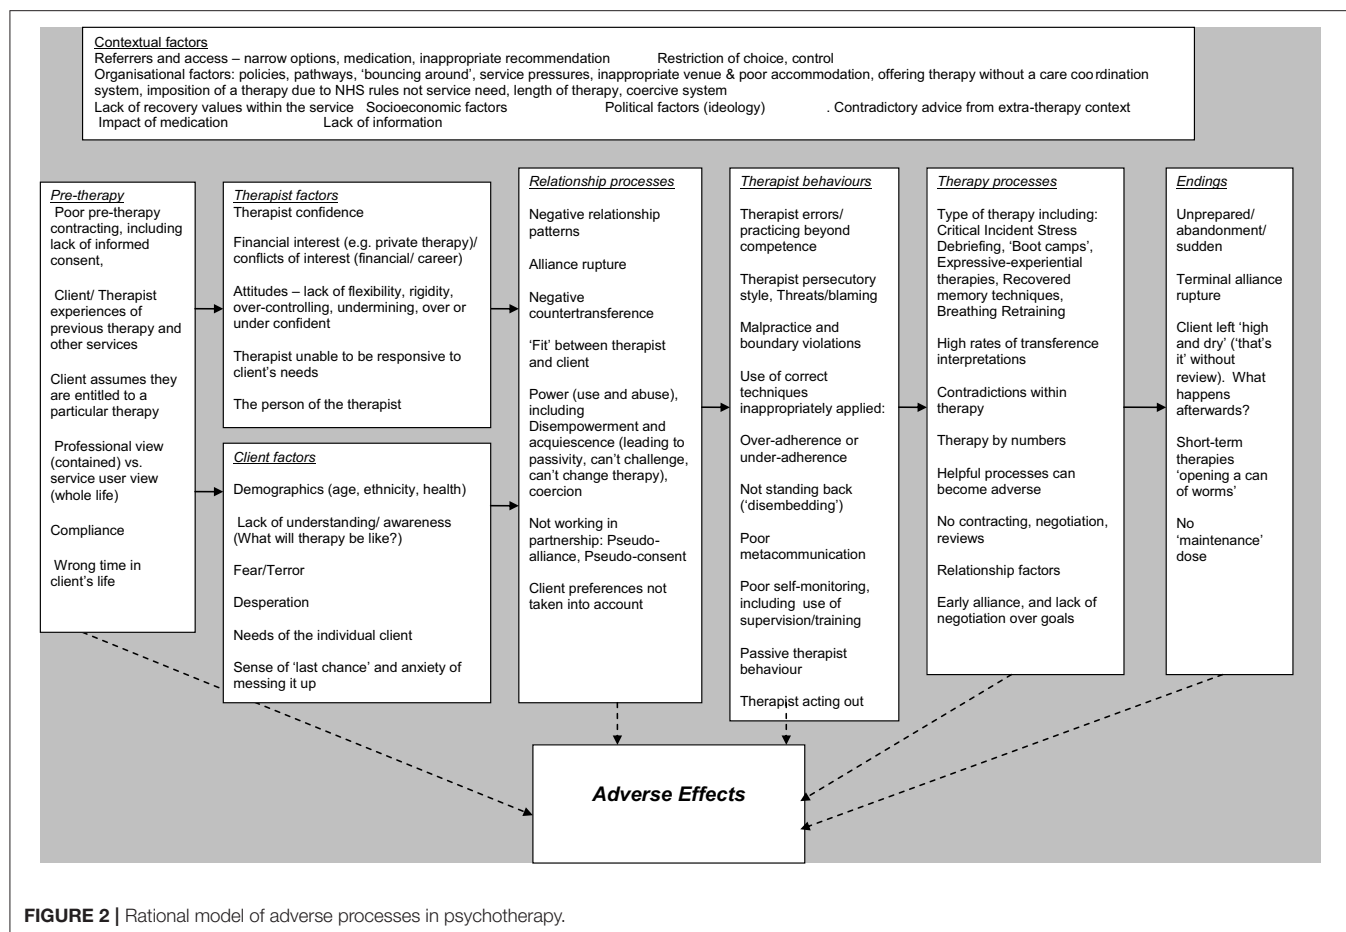 Contextual factors
Referrers and access – narrow options, medication, inappropriate recommendation Restriction of choice, control
Organisational factors: policies, pathways, ‘bouncing around’, service pressures, inappropriate venue & poor accommodation, offering therapy without a care coordination
system, imposition of a therapy due to NHS rules not service need, length of therapy, coercive system
Lack of recovery values within the service Socioeconomic factors Political factors (ideology) . Contradictory advice from extra-therapy context
Impact of medication Lack of information
Pre-therapy
Poor pre-therapy
contracting, including
lack of informed
consent,
Client/ Therapist
experiences of
previous therapy and
other services
Client assumes they
are entitled to a
particular therapy
Professional view
(contained) vs.
service user view
(whole life)
Compliance
Wrong time in
client’s life
Therapist factors
Therapist confidence
Financial interest (e.g. private therapy)/
conflicts of interest (financial/ career)
Attitudes – lack of flexibility, rigidity,
over-controlling, undermining, over or
under confident
Therapist unable to be responsive to
client’s needs
The person of the therapist
Client factors
Demographics (age, ethnicity, health)
Lack of understanding/ awareness
(What will therapy be like?)
Fear/Terror
Desperation
Needs of the individual client
Sense of ‘last chance’ and anxiety of
messing it up
Relationship processes
Negative relationship
patterns
Alliance rupture
Negative
countertransference
‘Fit’ between therapist
and client
Power (use and abuse),
including
Disempowerment and
acquiescence (leading to
passivity, can’t challenge,
can’t change therapy),
coercion
Not working in
partnership: Pseudo-
alliance, Pseudo-consent
Client preferences not
taken into account
Therapist behaviours
Therapist errors/
practicing beyond
competence
Therapist persecutory
style, Threats/blaming
Malpractice and
boundary violations
Use of correct
techniques
inappropriately applied:
Over-adherence or
under-adherence
Not standing back
(‘disembedding’)
Poor
metacommunication
Poor self-monitoring,
including use of
supervision/training
Passive therapist
behaviour
Therapist acting out
Therapy processes
Type of therapy including:
Critical Incident Stress
Debriefing, ‘Boot camps’,
Expressive-experiential
therapies, Recovered
memory techniques,
Breathing Retraining
High rates of transference
interpretations
Contradictions within
therapy
Therapy by numbers
Helpful processes can
become adverse
No contracting, negotiation,
reviews
Relationship factors
Early alliance, and lack of
negotiation over goals
Endings
Unprepared/
abandonment/
sudden
Terminal alliance
rupture
Client left ‘high
and dry’ (‘that’s
it’ without
review). What
happens
afterwards?
Short-term
therapies
‘opening a can
of worms’
No
‘maintenance’
dose
Adverse Effects
FIGURE 2 | Rational model of adverse processes in psychotherapy.